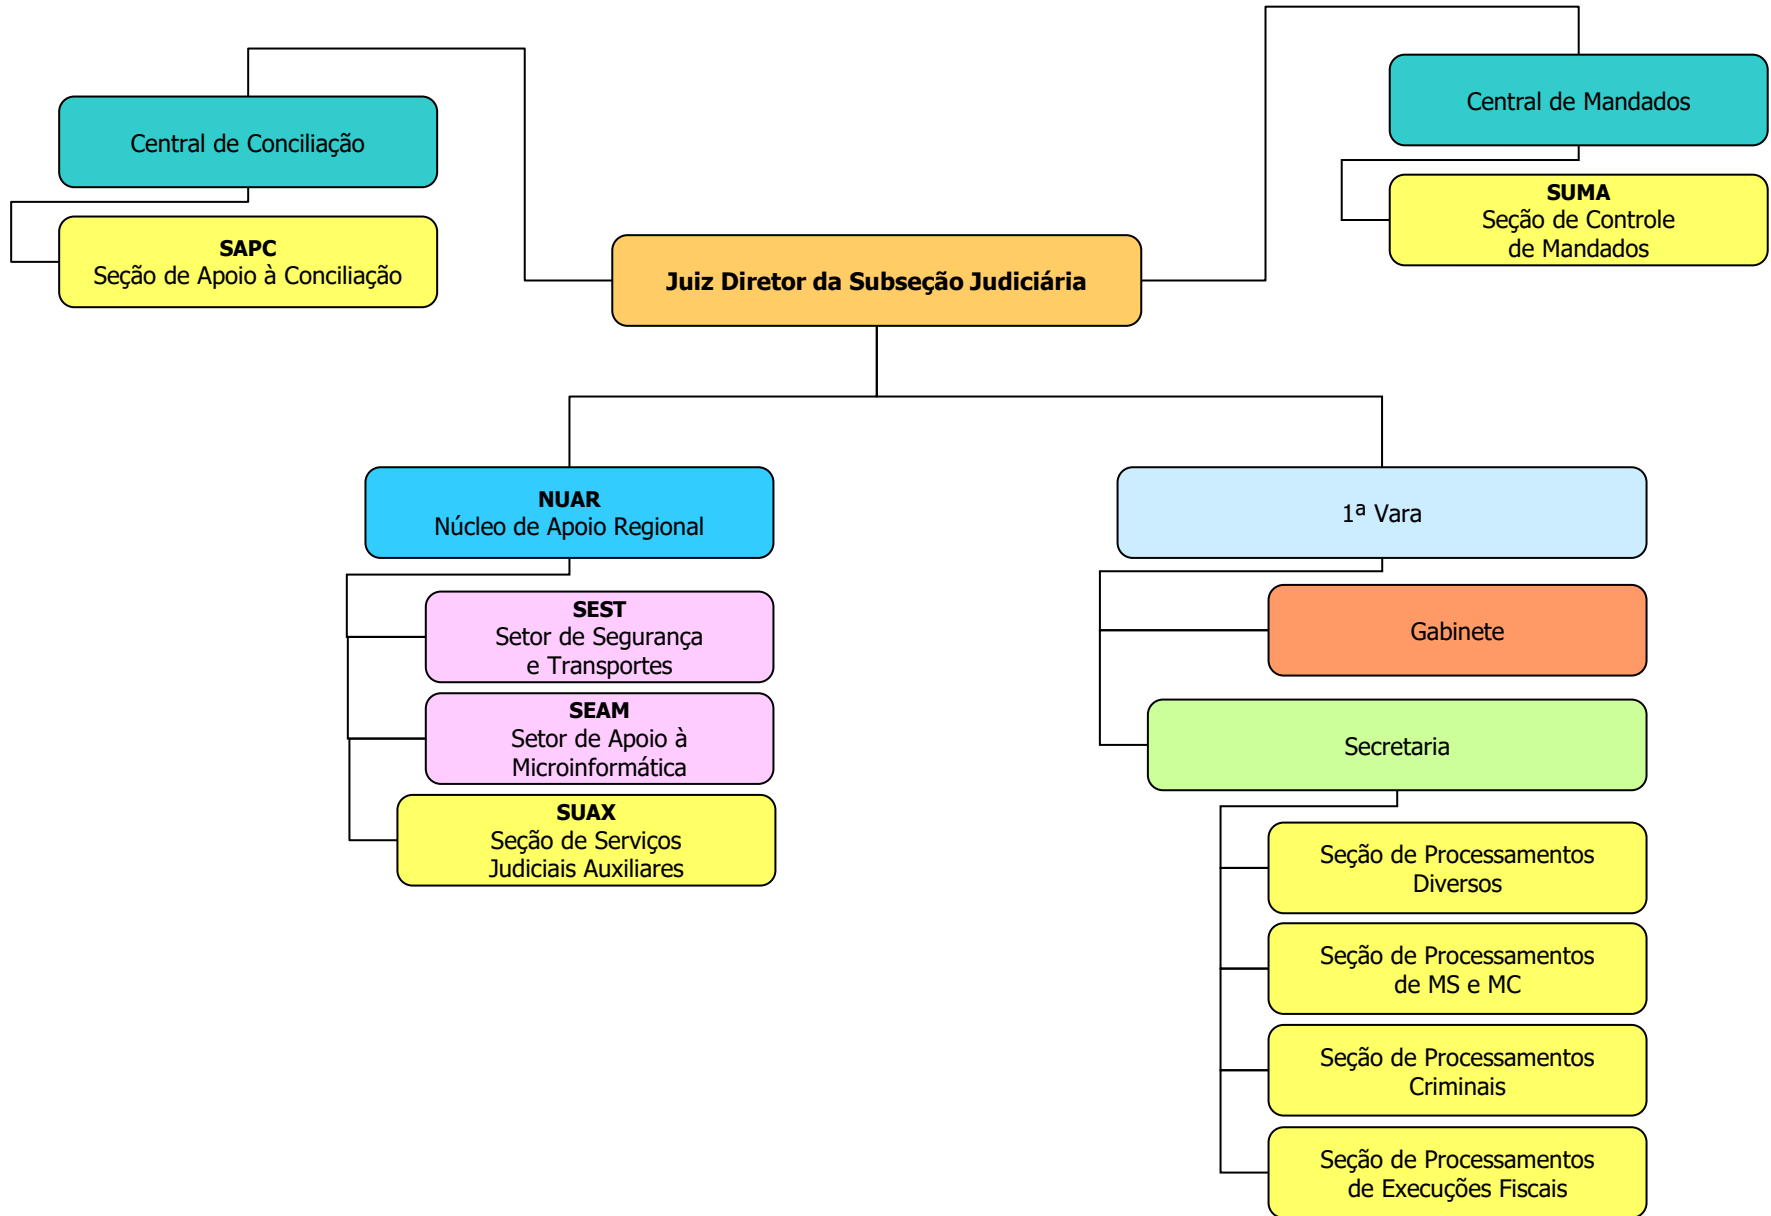 Central de Conciliação
SAPC
Seção de Apoio à Conciliação
Central de Mandados
SUMA
Seção de Controle
de Mandados
Juiz Diretor da Subseção Judiciária
NUAR
Núcleo de Apoio Regional
SEST
Setor de Segurança
e Transportes
SEAM
Setor de Apoio à
Microinformática
SUAX
Seção de Serviços
Judiciais Auxiliares
1ª Vara
Gabinete
Secretaria
Seção de Processamentos
Diversos
Seção de Processamentos
de MS e MC
Seção de Processamentos
Criminais
Seção de Processamentos
de Execuções Fiscais